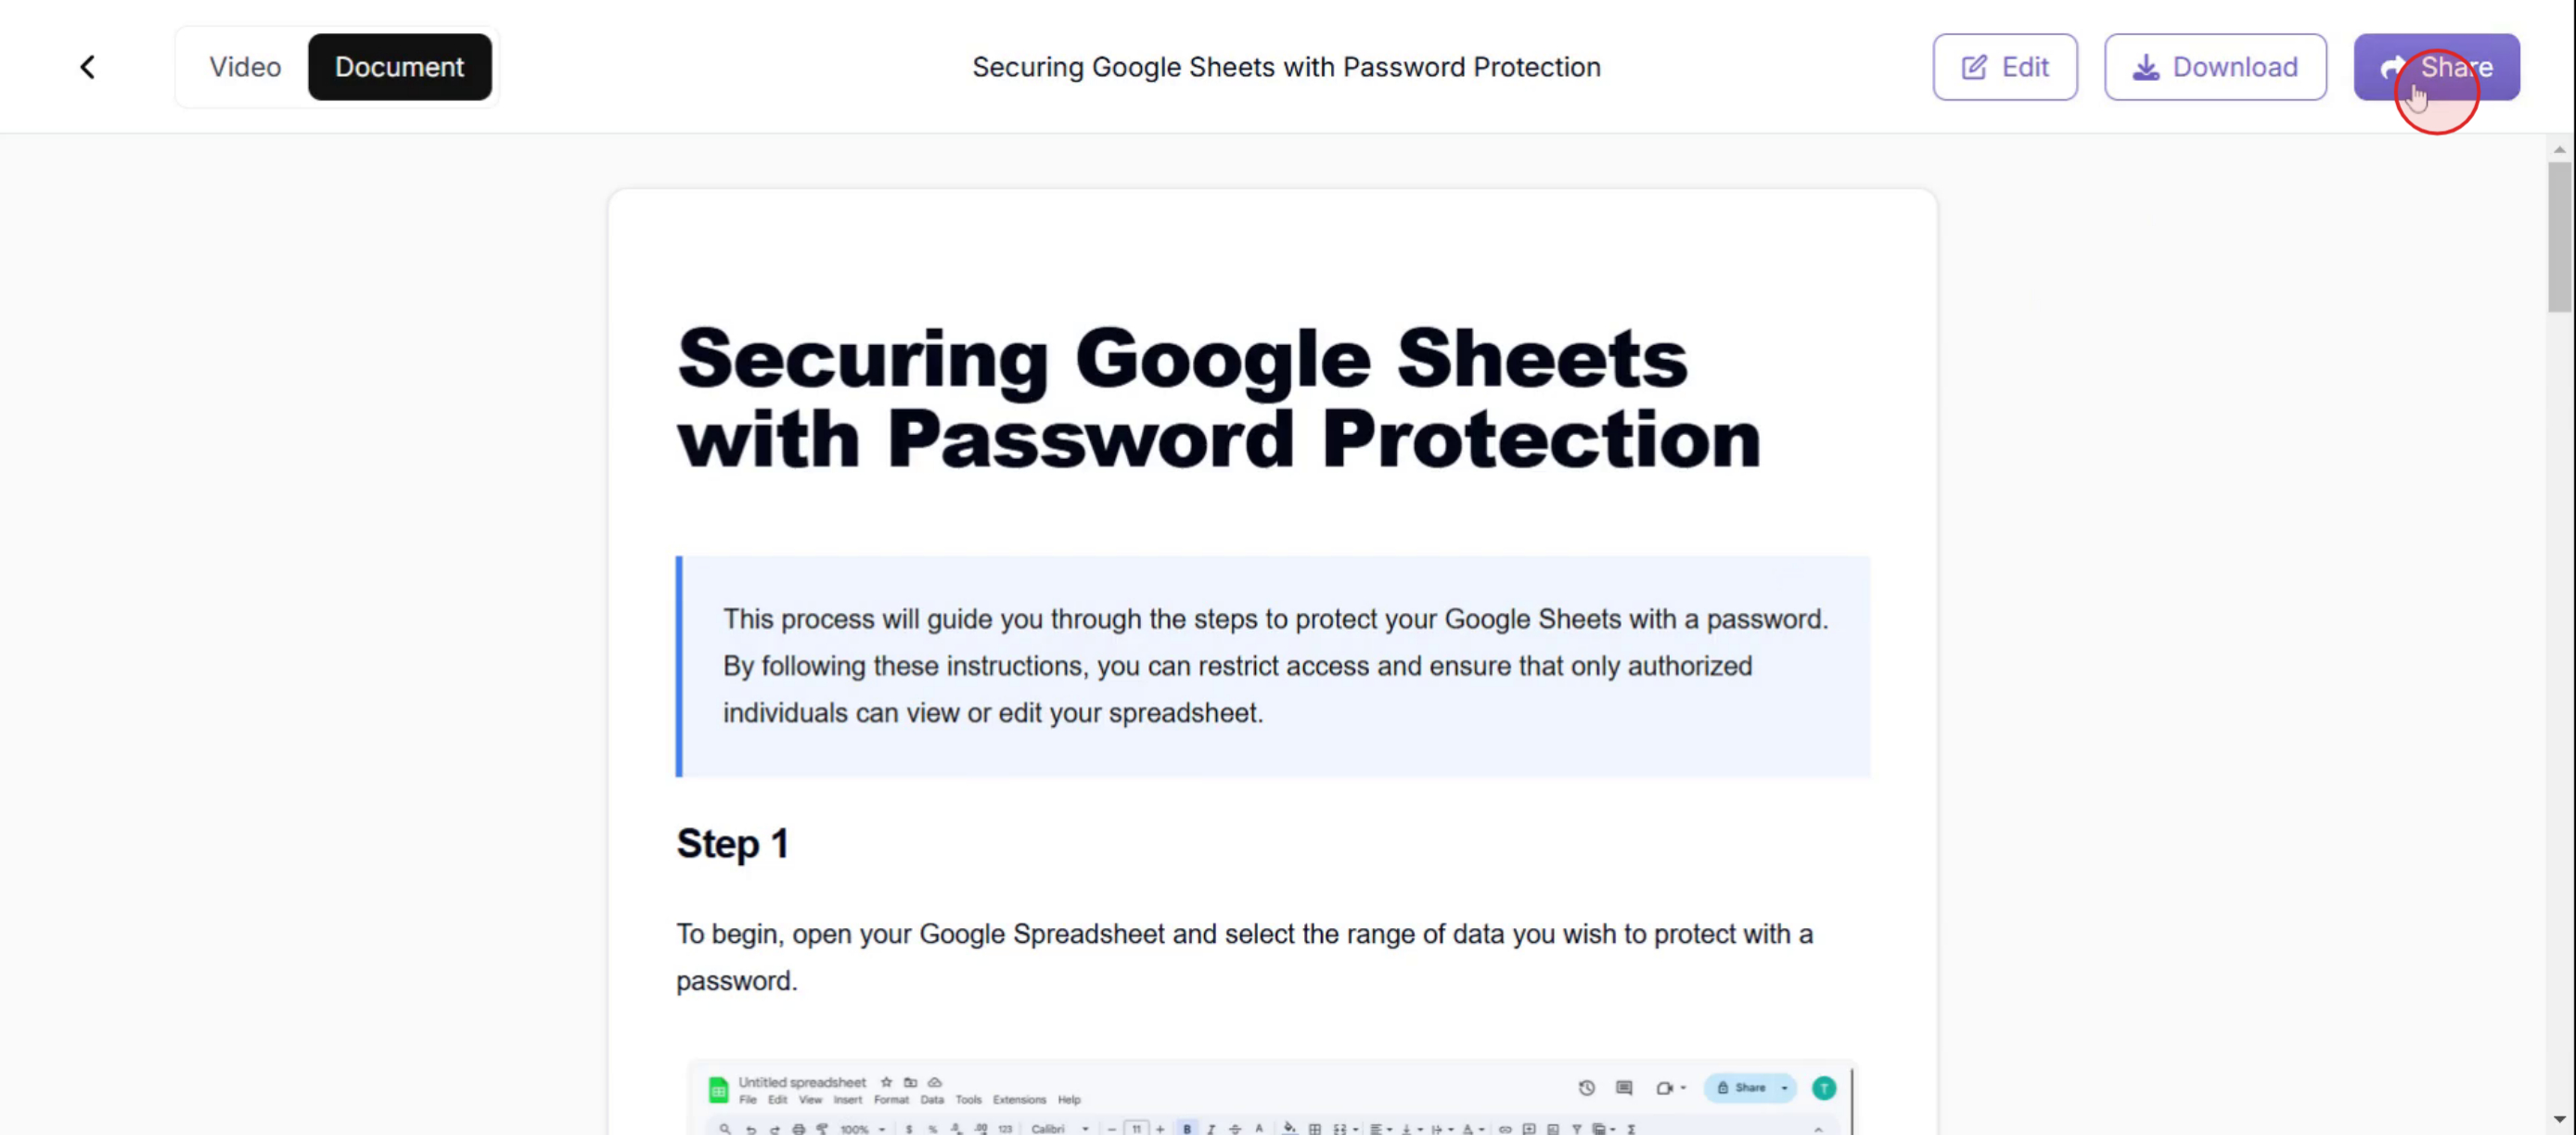 Video Document Securing Google Sheets with Password Protection Edit Download Share
Securing Google Sheets
with Password Protection
This process will guide you through the steps to protect your Google Sheets with a password.
By following these instructions, you can restrict access and ensure that only authorized
individuals can view or edit your spreadsheet.
Step 1
To begin, open your Google Spreadsheet and select the range of data you wish to protect with a
password.
Untitled spreadsheet
File Edit View Insert Format Data Tools Extensions Help
Share T
100% $ % .0 .00 123 Calibri 11 B I A A Σ